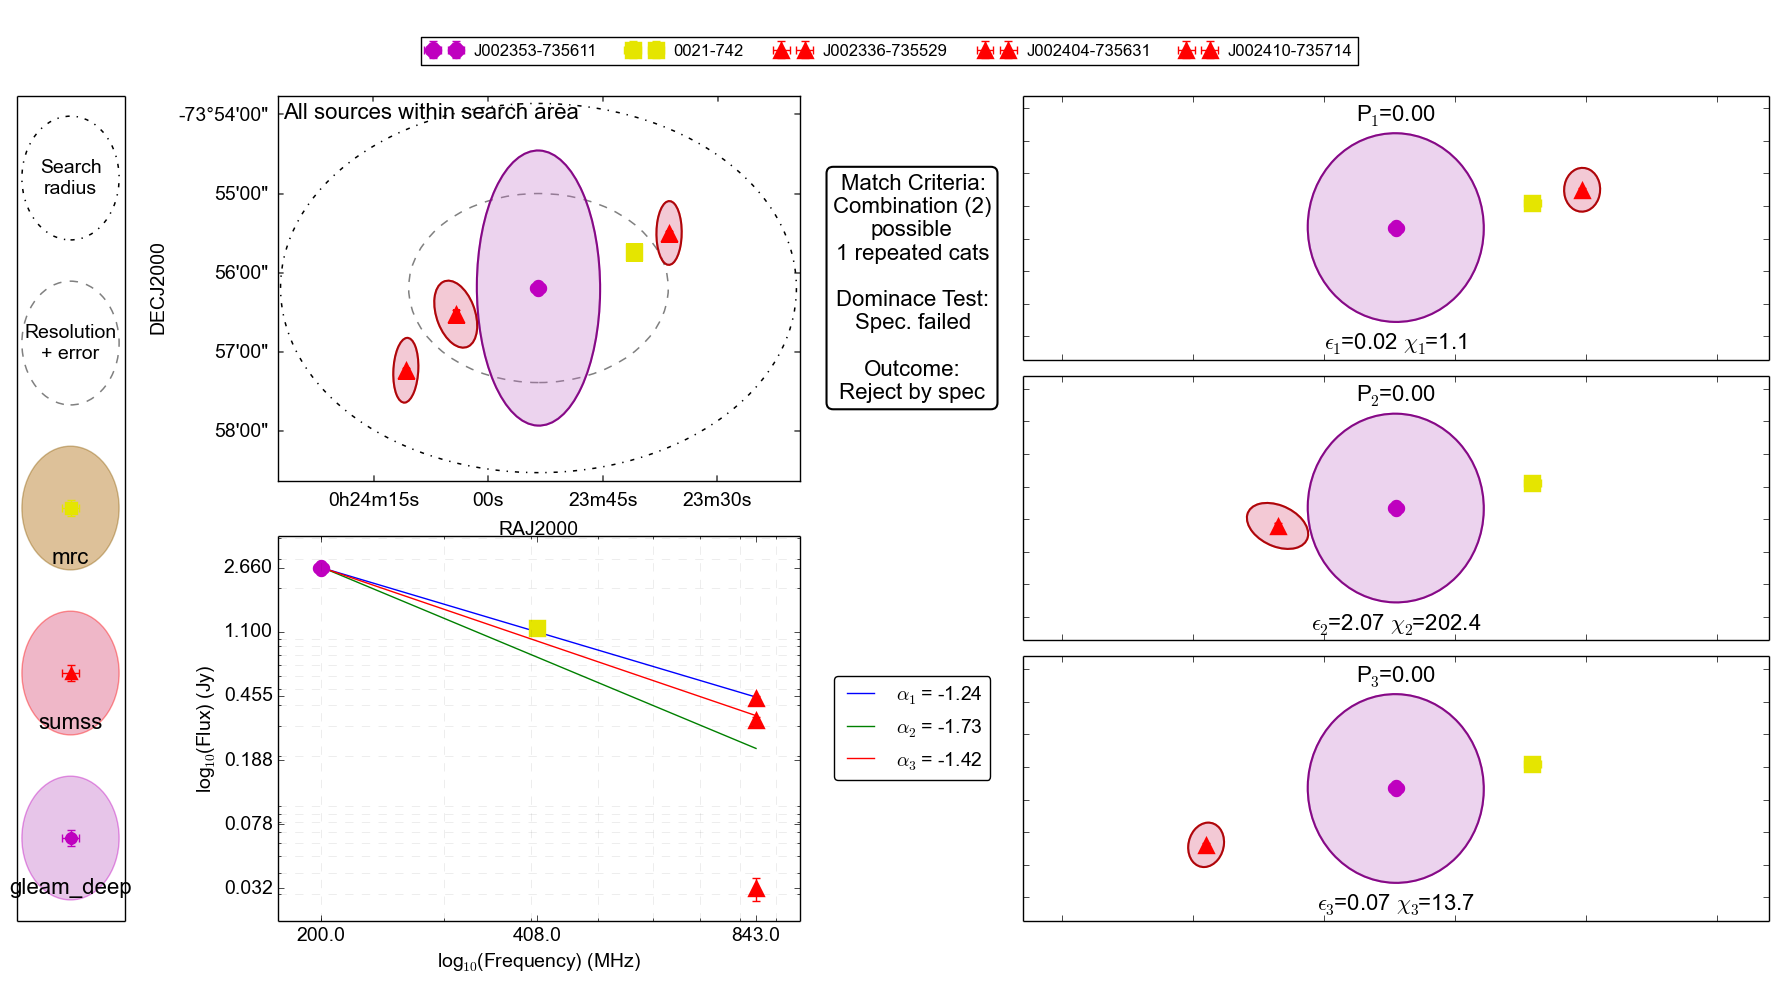 J002353-735611 0021-742 J002336-735529 J002404-735631 J002410-735714
Search
radius
Resolution
+ error
mrc
sumss
gleam_deep
All sources within search area
DECJ2000
-73°54'00"
55'00"
56'00"
57'00"
58'00"
0h24m15s 00s 23m45s 23m30s
RAJ2000
log10(Flux) (Jy)
2.660
1.100
0.455
0.188
0.078
0.032
200.0 408.0 843.0
log10(Frequency) (MHz)
Match Criteria:
Combination (2)
possible
1 repeated cats
Dominace Test:
Spec. failed
Outcome:
Reject by spec
α1 = -1.24
α2 = -1.73
α3 = -1.42
P1=0.00
ϵ1=0.02 χ1=1.1
P2=0.00
ϵ2=2.07 χ2=202.4
P3=0.00
ϵ3=0.07 χ3=13.7